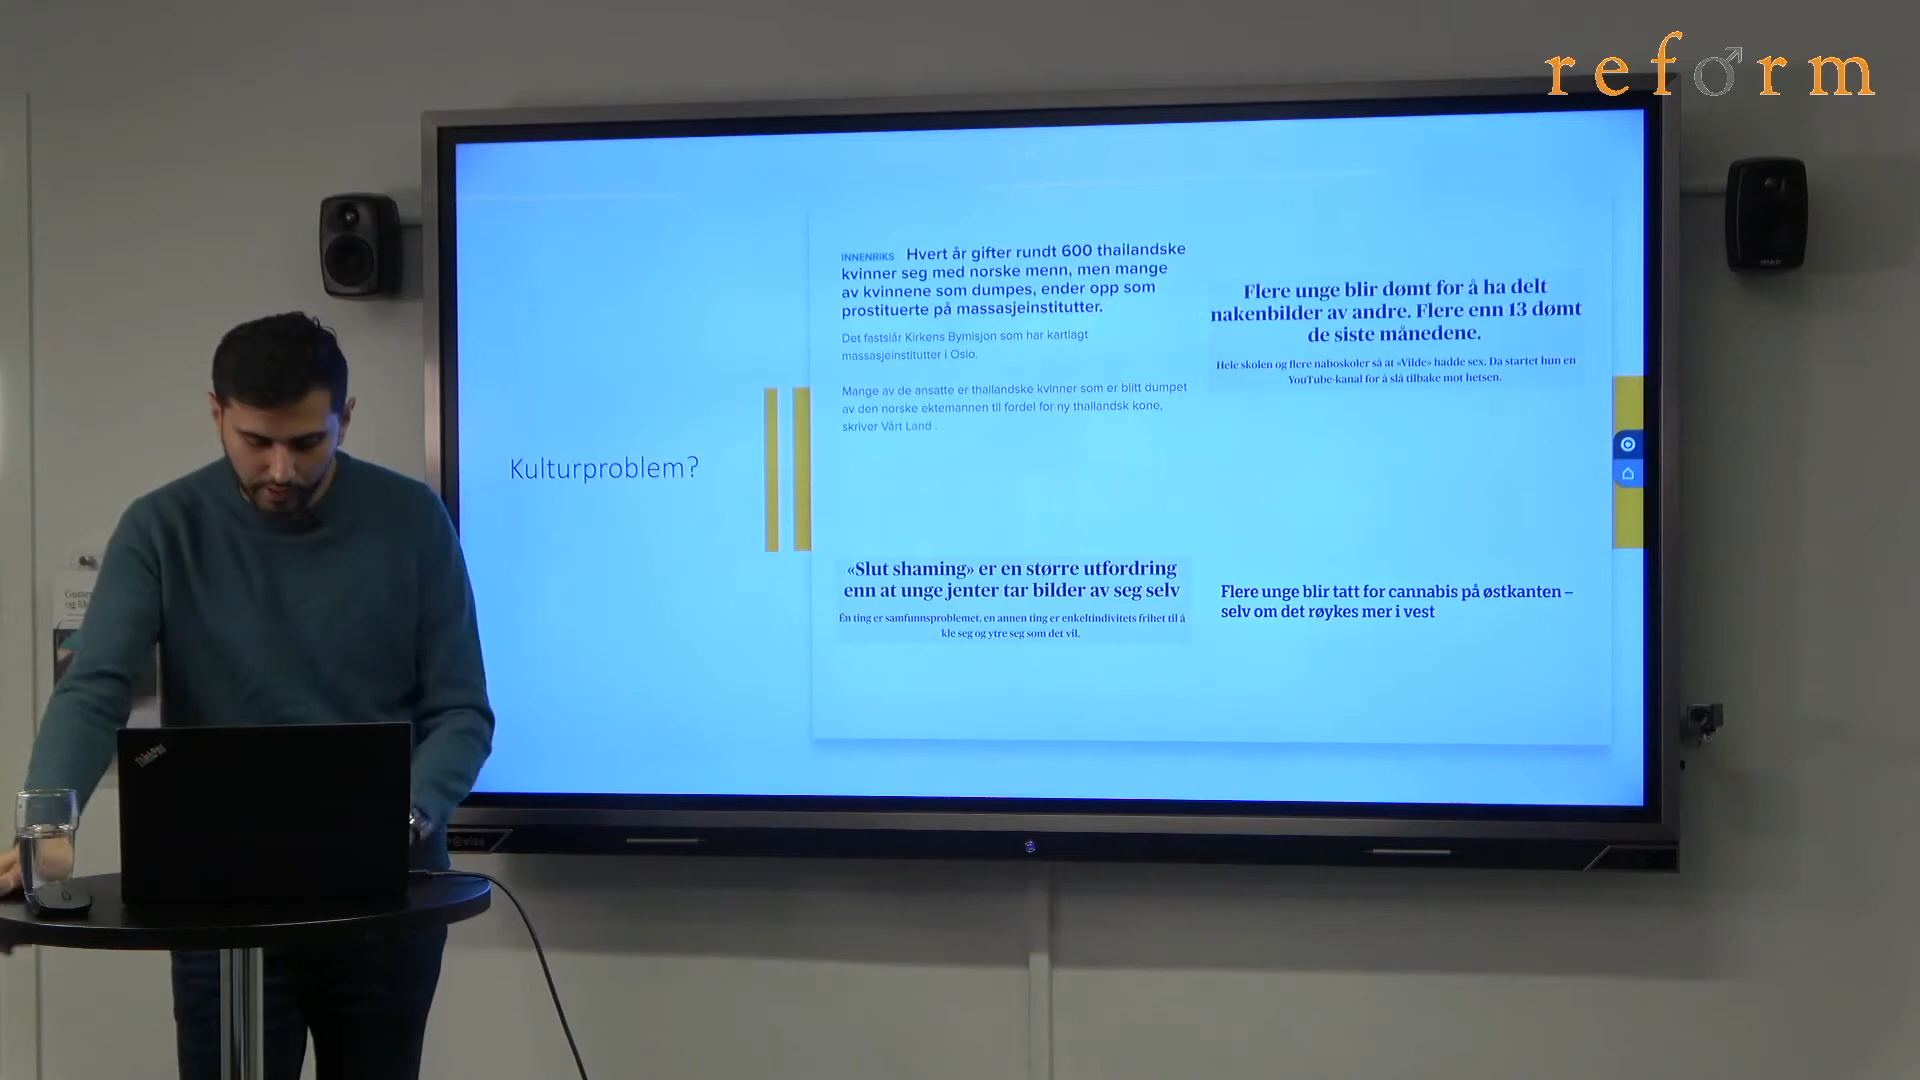 reform
Kulturproblem?
INNENRIKS Hvert år gifter rundt 600 thailandske
kvinner seg med norske menn, men mange
av kvinnene som dumpes, ender opp som
prostituerte på massasjeinstitutter.
Det fastslår Kirkens Bymisjon som har kartlagt
massasjeinstitutter i Oslo.
Mange av de ansatte er thailandske kvinner som er blitt dumpet
av den norske ektemannen til fordel for ny thailandsk kone,
skriver Vårt Land .
Flere unge blir dømt for å ha delt
nakenbilder av andre. Flere enn 13 dømt
de siste månedene.
Hele skolen og flere naboskoler så at «Vilde» hadde sex. Da startet hun en
YouTube-kanal for å slå tilbake mot hetsen.
«Slut shaming» er en større utfordring
enn at unge jenter tar bilder av seg selv
Én ting er samfunnsproblemet, en annen ting er enkeltindivitets frihet til å
kle seg og ytre seg som det vil.
Flere unge blir tatt for cannabis på østkanten –
selv om det røykes mer i vest
ThinkPad